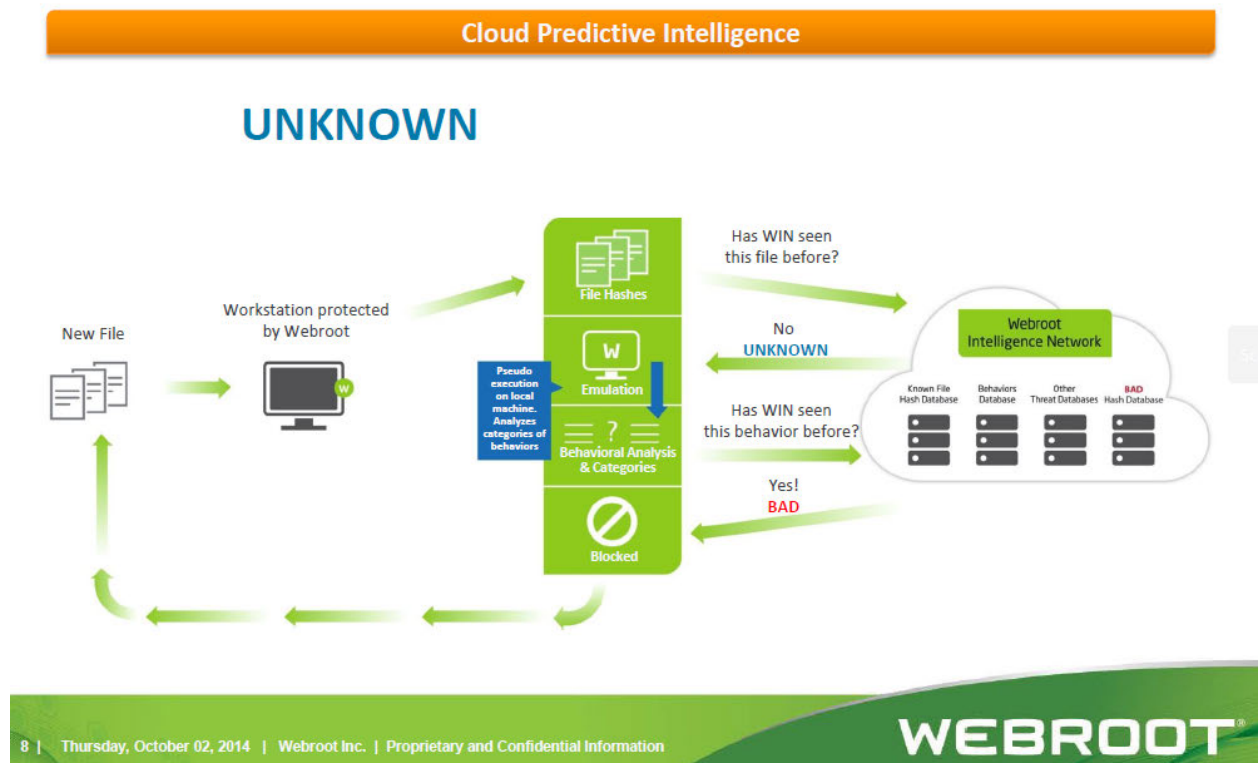 Cloud Predictive Intelligence
UNKNOWN
New File
Workstation protected
by Webroot
W
File Hashes
W
Emulation
Pseudo
execution
on local
machine.
Analyzes
categories of
behaviors
?
Behavioral Analysis
& Categories
Blocked
Has WIN seen
this file before?
No
UNKNOWN
Has WIN seen
this behavior before?
Yes!
BAD
Webroot
Intelligence Network
Known File
Hash Database
Behaviors
Database
Other
Threat Databases
BAD
Hash Database
8 | Thursday, October 02, 2014 | Webroot Inc. | Proprietary and Confidential Information
WEBROOT®